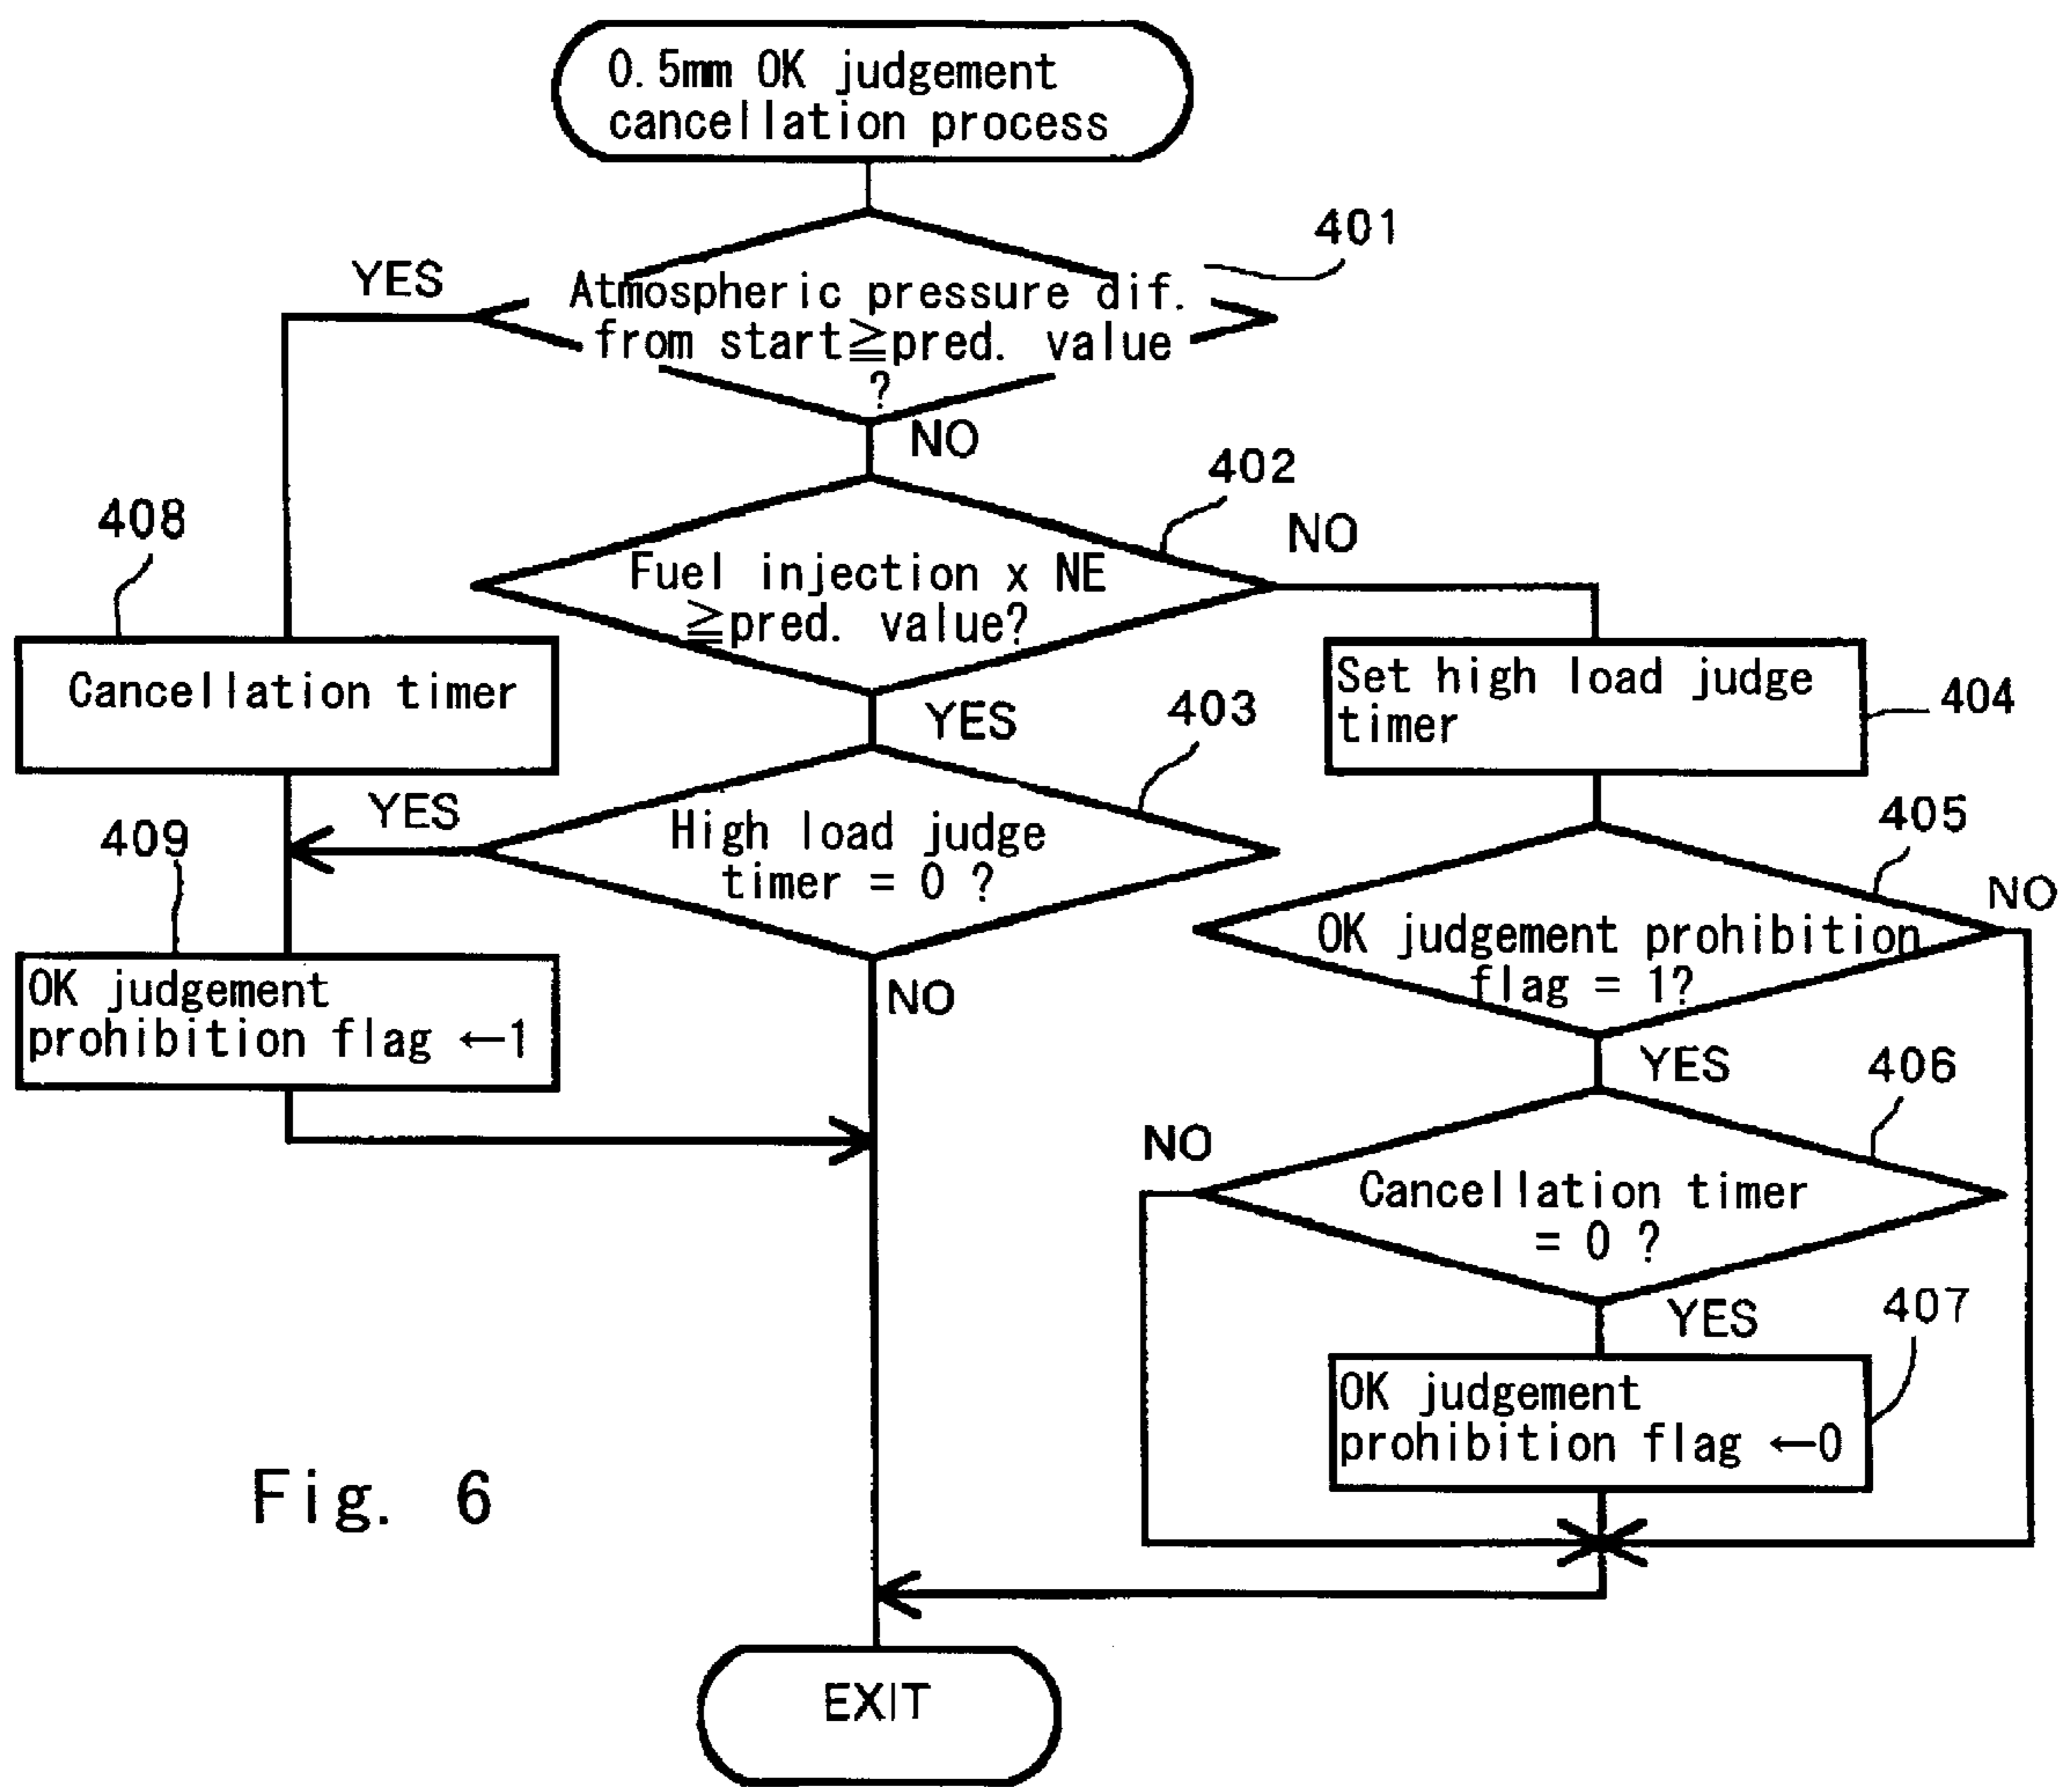 0.5mm OK judgement
cancellation process
401
YES
Atmospheric pressure dif.
from start≧pred. value
?
NO
402
NO
408
Fuel injection x NE
≧pred. value?
Cancellation timer
YES
403
Set high load judge
timer
404
YES
409
High load judge
timer = 0 ?
405
NO
OK judgement prohibition
flag = 1?
OK judgement
prohibition flag ←1
NO
YES
406
NO
Cancellation timer
= 0 ?
YES
407
OK judgement
prohibition flag ←0
Fig. 6
EXIT